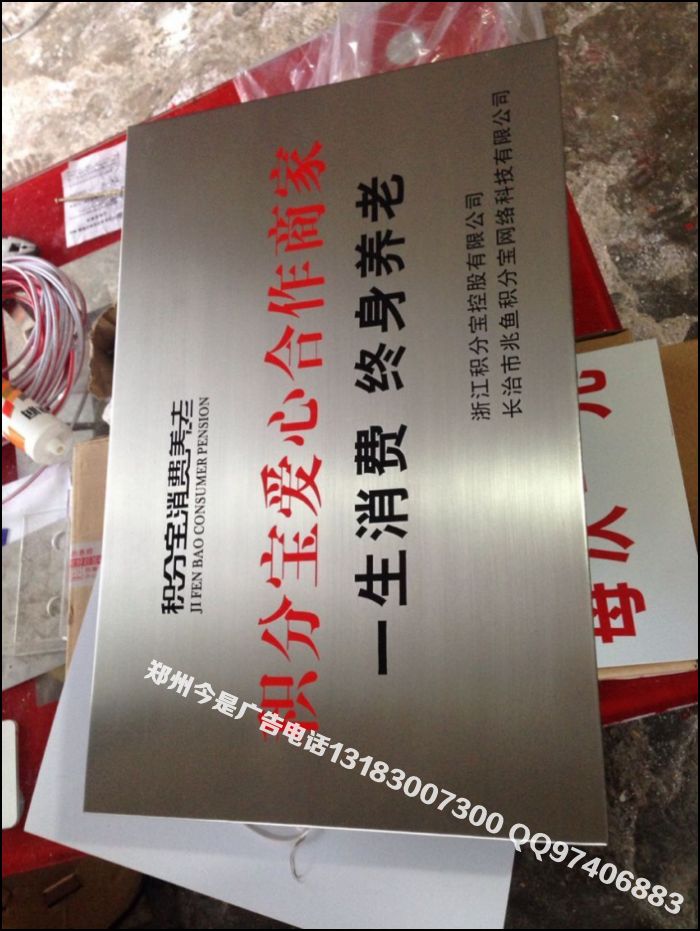 积分宝消费养老
JI FEN BAO CONSUMER PENSION
积分宝爱心合作商家
一生消费 终身养老
浙江积分宝控股有限公司
长治市兆鱼积分宝网络科技有限公司
郑州今是广告电话13183007300 QQ97406883
每次
元